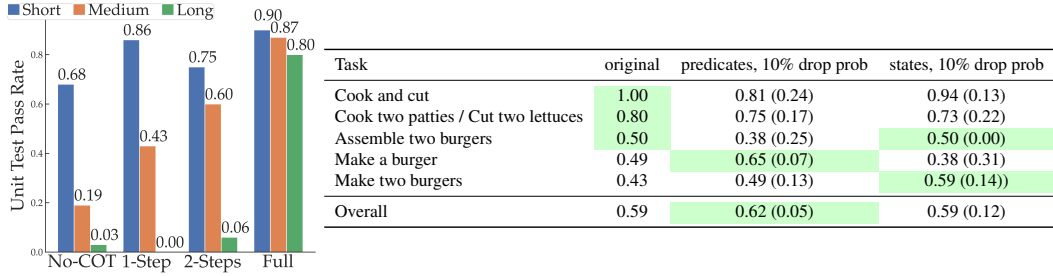 Short Medium Long
Unit Test Pass Rate
0.8
0.6
0.4
0.2
0.0
0.68 0.19 0.03
0.86 0.43 0.00
0.75 0.60 0.06
0.90 0.87 0.80
No-COT 1-Step 2-Steps Full
Task original predicates, 10% drop prob states, 10% drop prob
Cook and cut 1.00 0.81 (0.24) 0.94 (0.13)
Cook two patties / Cut two lettuces 0.80 0.75 (0.17) 0.73 (0.22)
Assemble two burgers 0.50 0.38 (0.25) 0.50 (0.00)
Make a burger 0.49 0.65 (0.07) 0.38 (0.31)
Make two burgers 0.43 0.49 (0.13) 0.59 (0.14))
Overall 0.59 0.62 (0.05) 0.59 (0.12)